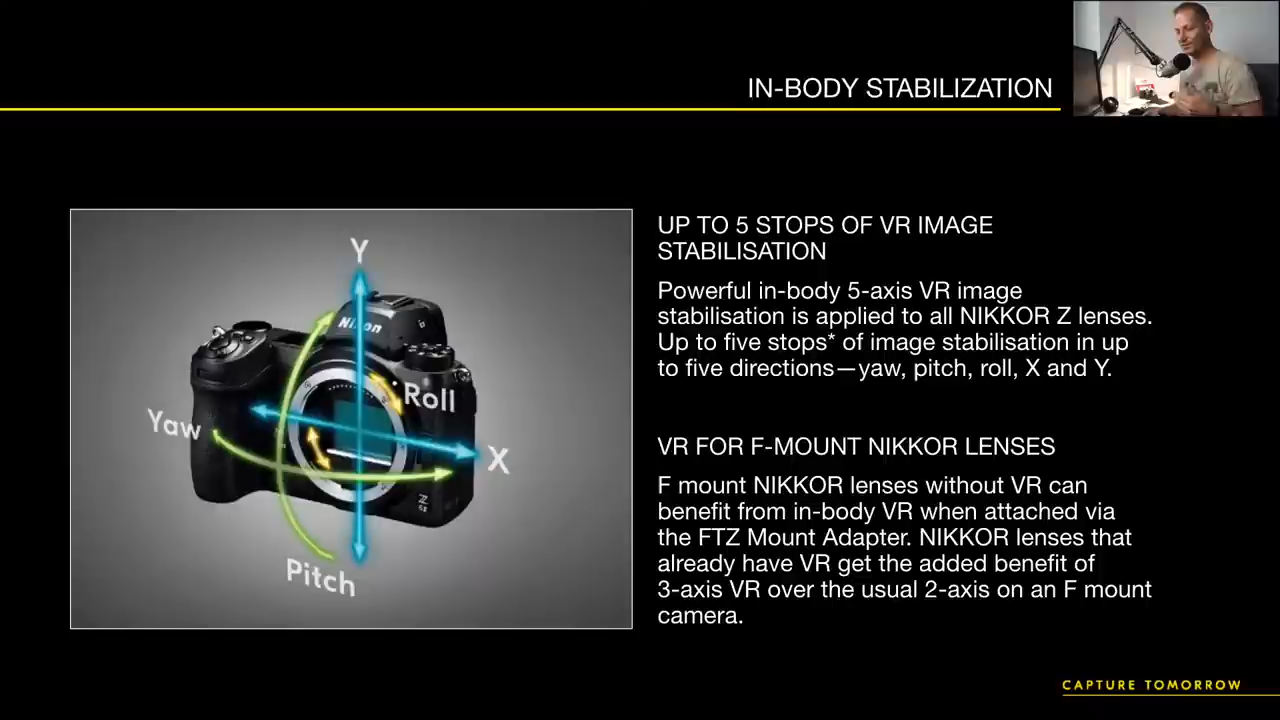 IN-BODY STABILIZATION
UP TO 5 STOPS OF VR IMAGE
STABILISATION
Powerful in-body 5-axis VR image
stabilisation is applied to all NIKKOR Z lenses.
Up to five stops* of image stabilisation in up
to five directions—yaw, pitch, roll, X and Y.
VR FOR F-MOUNT NIKKOR LENSES
F mount NIKKOR lenses without VR can
benefit from in-body VR when attached via
the FTZ Mount Adapter. NIKKOR lenses that
already have VR get the added benefit of
3-axis VR over the usual 2-axis on an F mount
camera.
Y
Nikon
Roll
Yaw
X
Z
6II
Pitch
CAPTURE TOMORROW